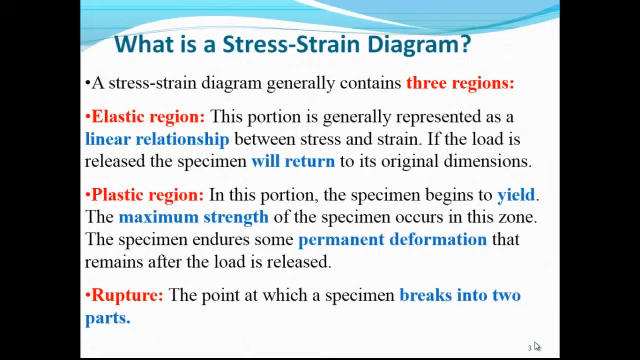 What is a Stress-Strain Diagram?
•A stress-strain diagram generally contains three regions:
•Elastic region: This portion is generally represented as a
linear relationship between stress and strain. If the load is
released the specimen will return to its original dimensions.
•Plastic region: In this portion, the specimen begins to yield.
The maximum strength of the specimen occurs in this zone.
The specimen endures some permanent deformation that
remains after the load is released.
•Rupture: The point at which a specimen breaks into two
parts.
3